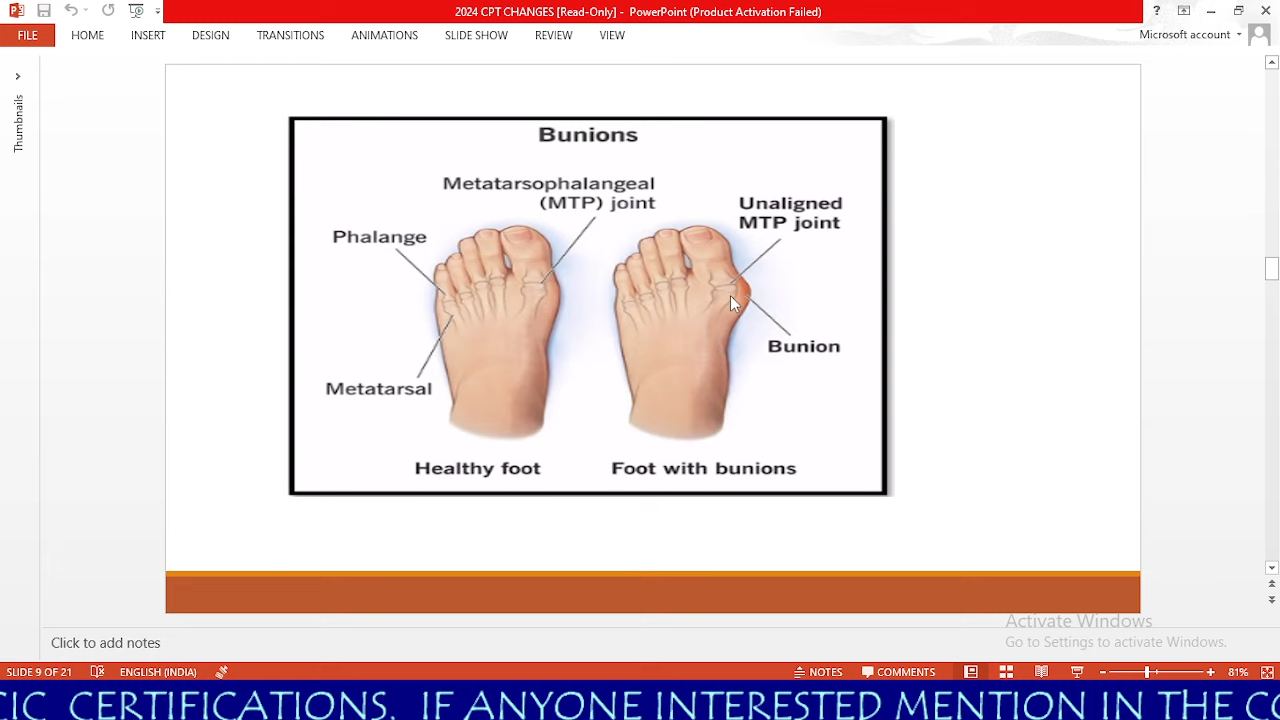 2024 CPT CHANGES [Read-Only] - PowerPoint (Product Activation Failed)
?
FILE HOME INSERT DESIGN TRANSITIONS ANIMATIONS SLIDE SHOW REVIEW VIEW
Microsoft account
Thumbnails
Bunions
Metatarsophalangeal
(MTP) joint
Unaligned
MTP joint
Phalange
Bunion
Metatarsal
Healthy foot
Foot with bunions
Activate Windows
Go to Settings to activate Windows.
Click to add notes
SLIDE 9 OF 21 ENGLISH (INDIA) NOTES COMMENTS 81%
CIC CERTIFICATIONS. IF ANYONE INTERESTED MENTION IN THE CO